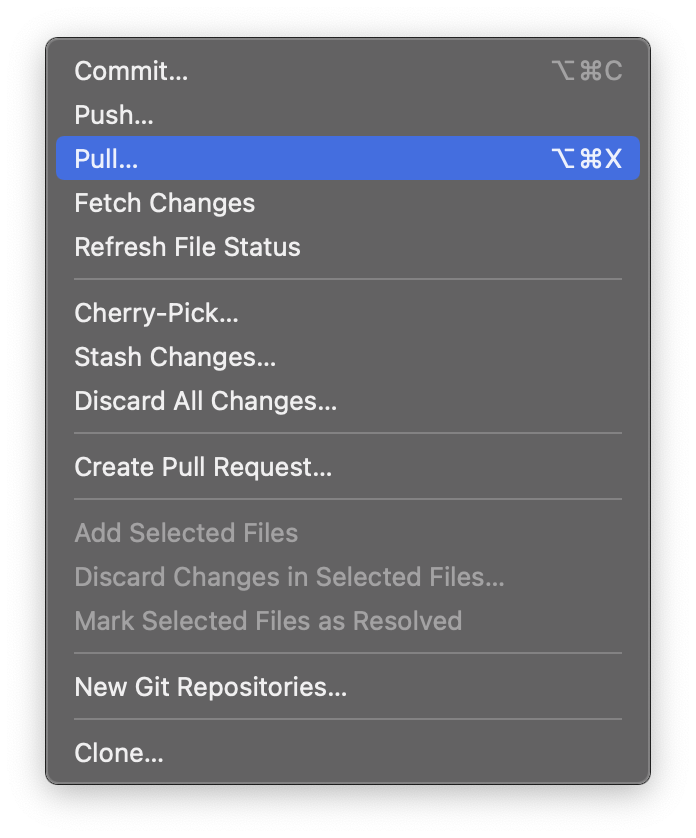 Commit... ⌥⌘C
Push...
Pull... ⌥⌘X
Fetch Changes
Refresh File Status
Cherry-Pick...
Stash Changes...
Discard All Changes...
Create Pull Request...
Add Selected Files
Discard Changes in Selected Files...
Mark Selected Files as Resolved
New Git Repositories...
Clone...